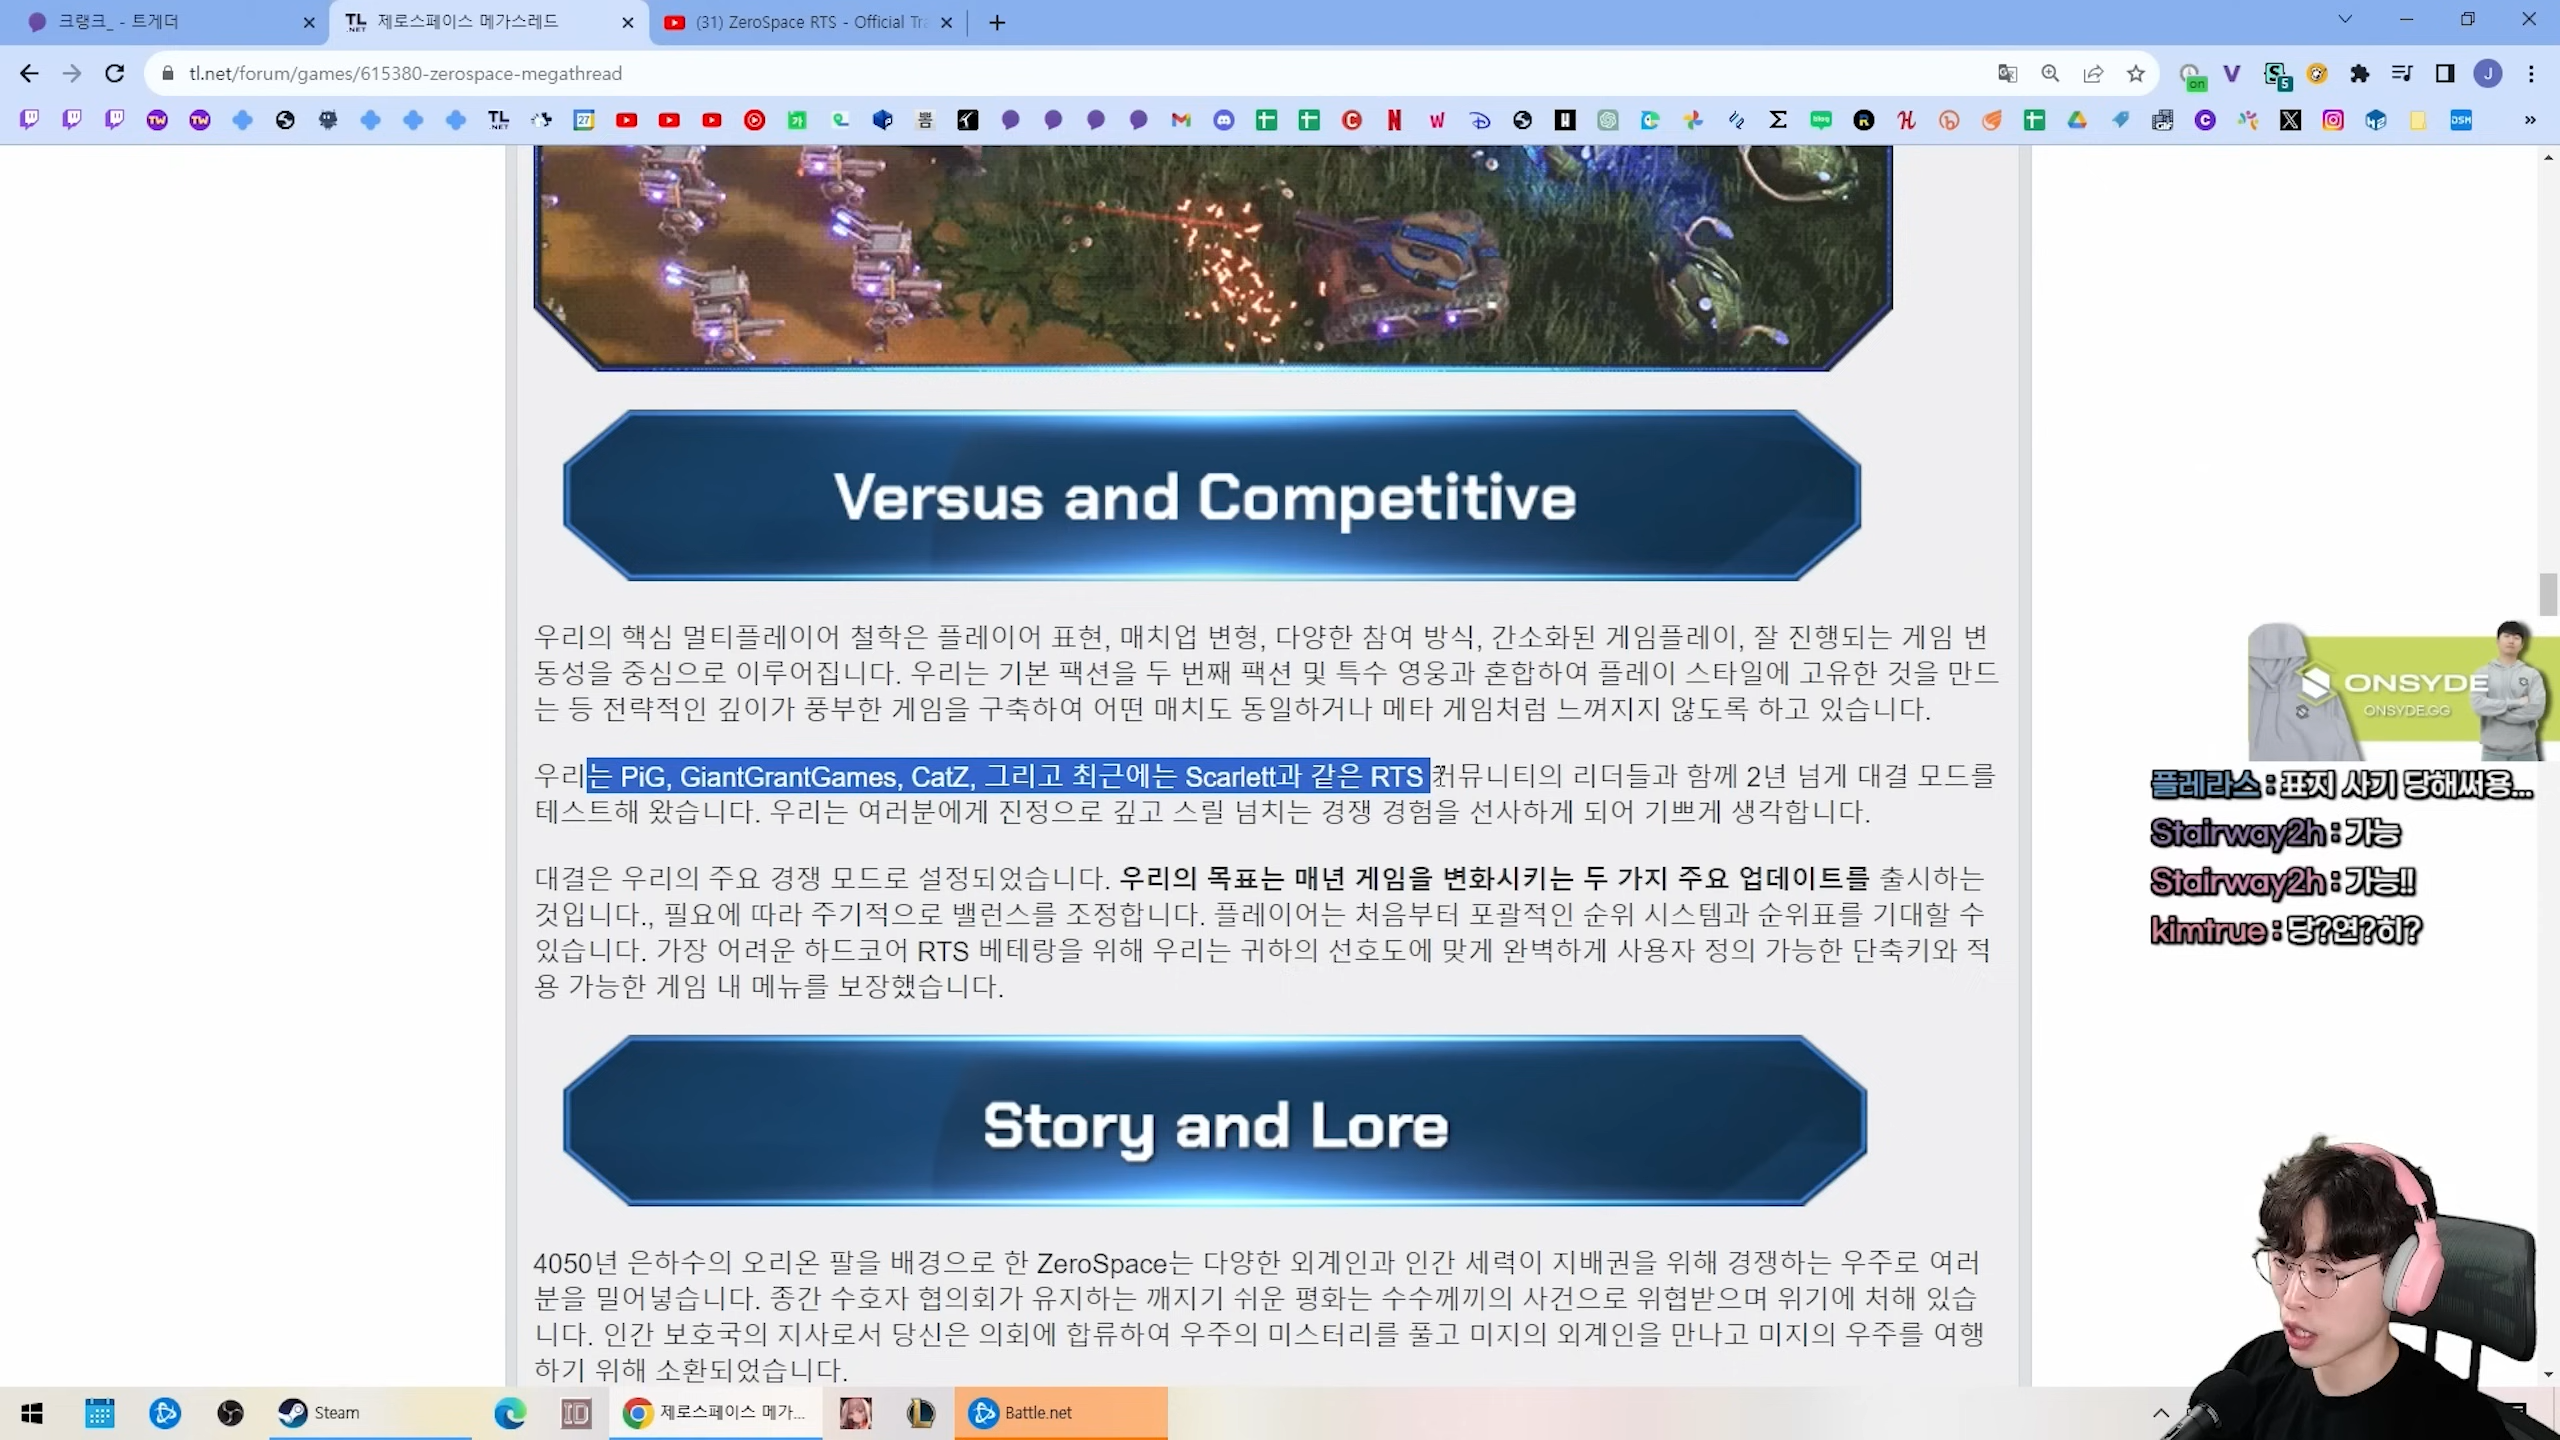 크랭크_ - 트게더
TL .NET 제로스페이스 메가스레드
(31) ZeroSpace RTS - Official Tra
tl.net/forum/games/615380-zerospace-megathread
on
5
J
Versus and Competitive
우리의 핵심 멀티플레이어 철학은 플레이어 표현, 매치업 변형, 다양한 참여 방식, 간소화된 게임플레이, 잘 진행되는 게임 변
동성을 중심으로 이루어집니다. 우리는 기본 팩션을 두 번째 팩션 및 특수 영웅과 혼합하여 플레이 스타일에 고유한 것을 만드
는 등 전략적인 깊이가 풍부한 게임을 구축하여 어떤 매치도 동일하거나 메타 게임처럼 느껴지지 않도록 하고 있습니다.
우리는 PiG, GiantGrantGames, CatZ, 그리고 최근에는 Scarlett과 같은 RTS 커뮤니티의 리더들과 함께 2년 넘게 대결 모드를
테스트해 왔습니다. 우리는 여러분에게 진정으로 깊고 스릴 넘치는 경쟁 경험을 선사하게 되어 기쁘게 생각합니다.
대결은 우리의 주요 경쟁 모드로 설정되었습니다. 우리의 목표는 매년 게임을 변화시키는 두 가지 주요 업데이트를 출시하는
것입니다., 필요에 따라 주기적으로 밸런스를 조정합니다. 플레이어는 처음부터 포괄적인 순위 시스템과 순위표를 기대할 수
있습니다. 가장 어려운 하드코어 RTS 베테랑을 위해 우리는 귀하의 선호도에 맞게 완벽하게 사용자 정의 가능한 단축키와 적
용 가능한 게임 내 메뉴를 보장했습니다.
Story and Lore
4050년 은하수의 오리온 팔을 배경으로 한 ZeroSpace는 다양한 외계인과 인간 세력이 지배권을 위해 경쟁하는 우주로 여러
분을 밀어넣습니다. 종간 수호자 협의회가 유지하는 깨지기 쉬운 평화는 수수께끼의 사건으로 위협받으며 위기에 처해 있습
니다. 인간 보호국의 지사로서 당신은 의회에 합류하여 우주의 미스터리를 풀고 미지의 외계인을 만나고 미지의 우주를 여행
하기 위해 소환되었습니다.
ONSYDE
ONSYDE.GG
플레라스 : 표지 사기 당해써용...
Stairway2h : 가능
Stairway2h : 가능!!
kimtrue : 당?연?히?
Steam
제로스페이스 메가...
Battle.net